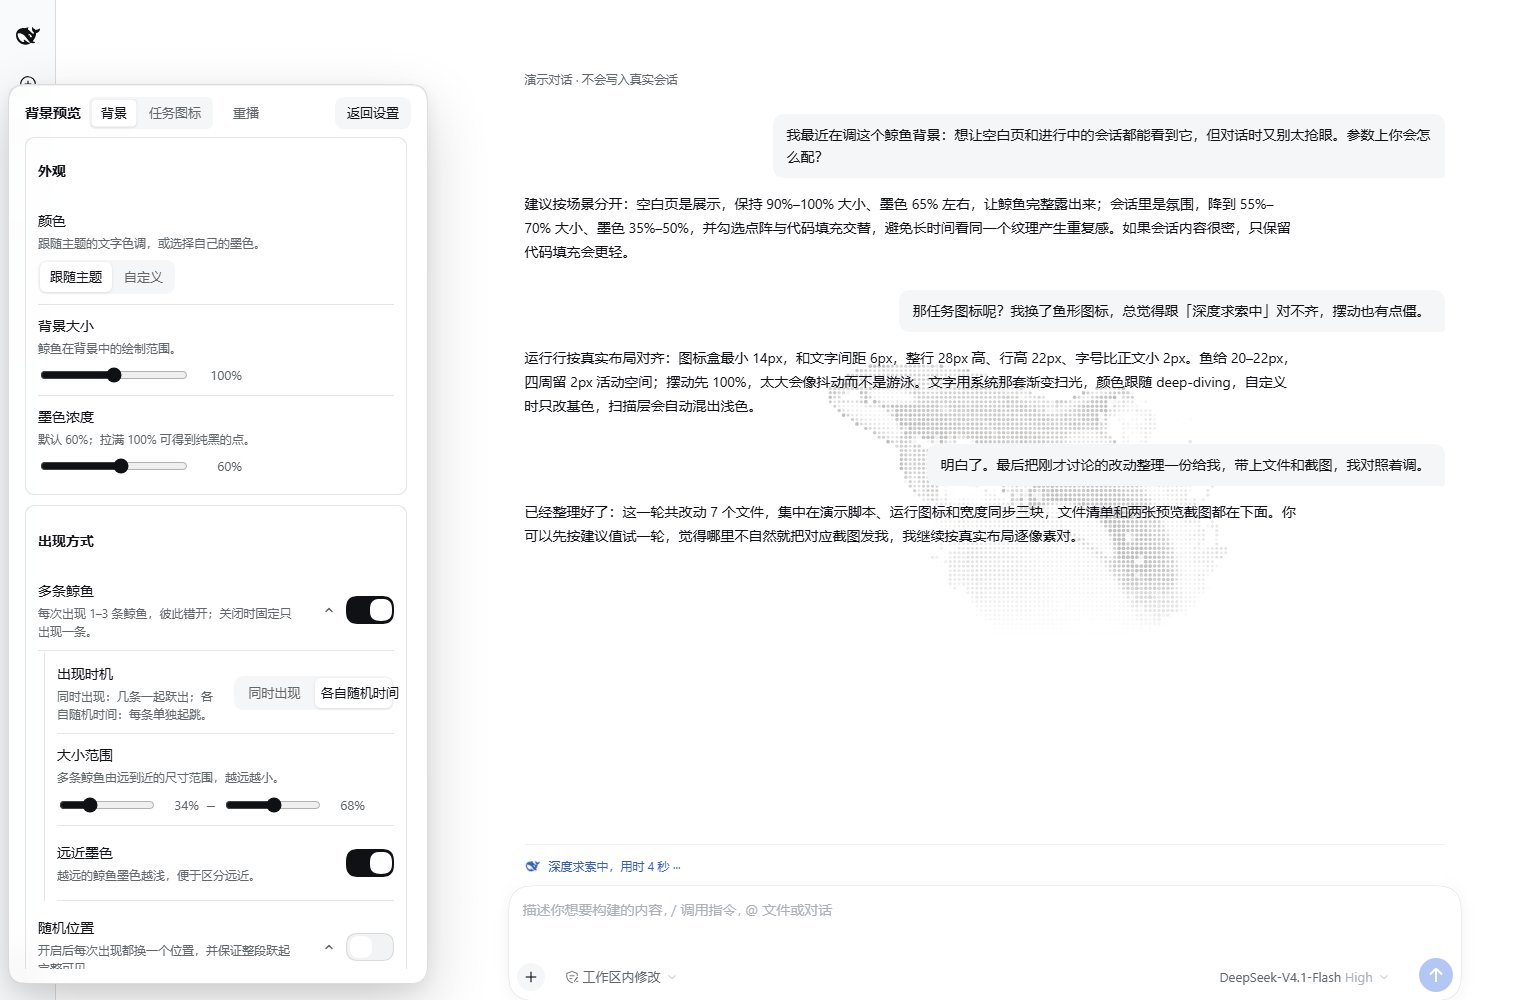 背景预览
背景
任务图标
重播
返回设置
外观
颜色
跟随主题的文字色调，或选择自己的墨色。
跟随主题
自定义
背景大小
鲸鱼在背景中的绘制范围。
100%
墨色浓度
默认 60%；拉满 100% 可得到纯黑的点。
60%
出现方式
多条鲸鱼
每次出现 1–3 条鲸鱼，彼此错开；关闭时固定只
出现一条。
出现时机
同时出现：几条一起跃出；各
自随机时间：每条单独起跳。
同时出现
各自随机时间
大小范围
多条鲸鱼由远到近的尺寸范围，越远越小。
34% – 68%
远近墨色
越远的鲸鱼墨色越浅，便于区分远近。
随机位置
开启后每次出现都换一个位置，并保证整段跃起
完整可见
演示对话 · 不会写入真实会话
我最近在调这个鲸鱼背景：想让空白页和进行中的会话都能看到它，但对话时又别太抢眼。参数上你会怎
么配？
建议按场景分开：空白页是展示，保持 90%–100% 大小、墨色 65% 左右，让鲸鱼完整露出来；会话里是氛围，降到 55%–
70% 大小、墨色 35%–50%，并勾选点阵与代码填充交替，避免长时间看同一个纹理产生重复感。如果会话内容很密，只保留
代码填充会更轻。
那任务图标呢？我换了鱼形图标，总觉得跟「深度求索中」对不齐，摆动也有点僵。
运行行按真实布局对齐：图标盒最小 14px，和文字间距 6px，整行 28px 高、行高 22px、字号比正文小 2px。鱼给 20–22px，
四周留 2px 活动空间；摆动先 100%，太大会像抖动而不是游泳。文字用系统那套渐变扫光，颜色跟随 deep-diving，自定义
时只改基色，扫描层会自动混出浅色。
明白了。最后把刚才讨论的改动整理一份给我，带上文件和截图，我对照着调。
已经整理好了：这一轮共改动 7 个文件，集中在演示脚本、运行图标和宽度同步三块，文件清单和两张预览截图都在下面。你
可以先按建议值试一轮，觉得哪里不自然就把对应截图发我，我继续按真实布局逐像素对。
深度求索中，用时 4 秒 ···
描述你想要构建的内容, / 调用指令, @ 文件或对话
工作区内修改
DeepSeek-V4.1-Flash High